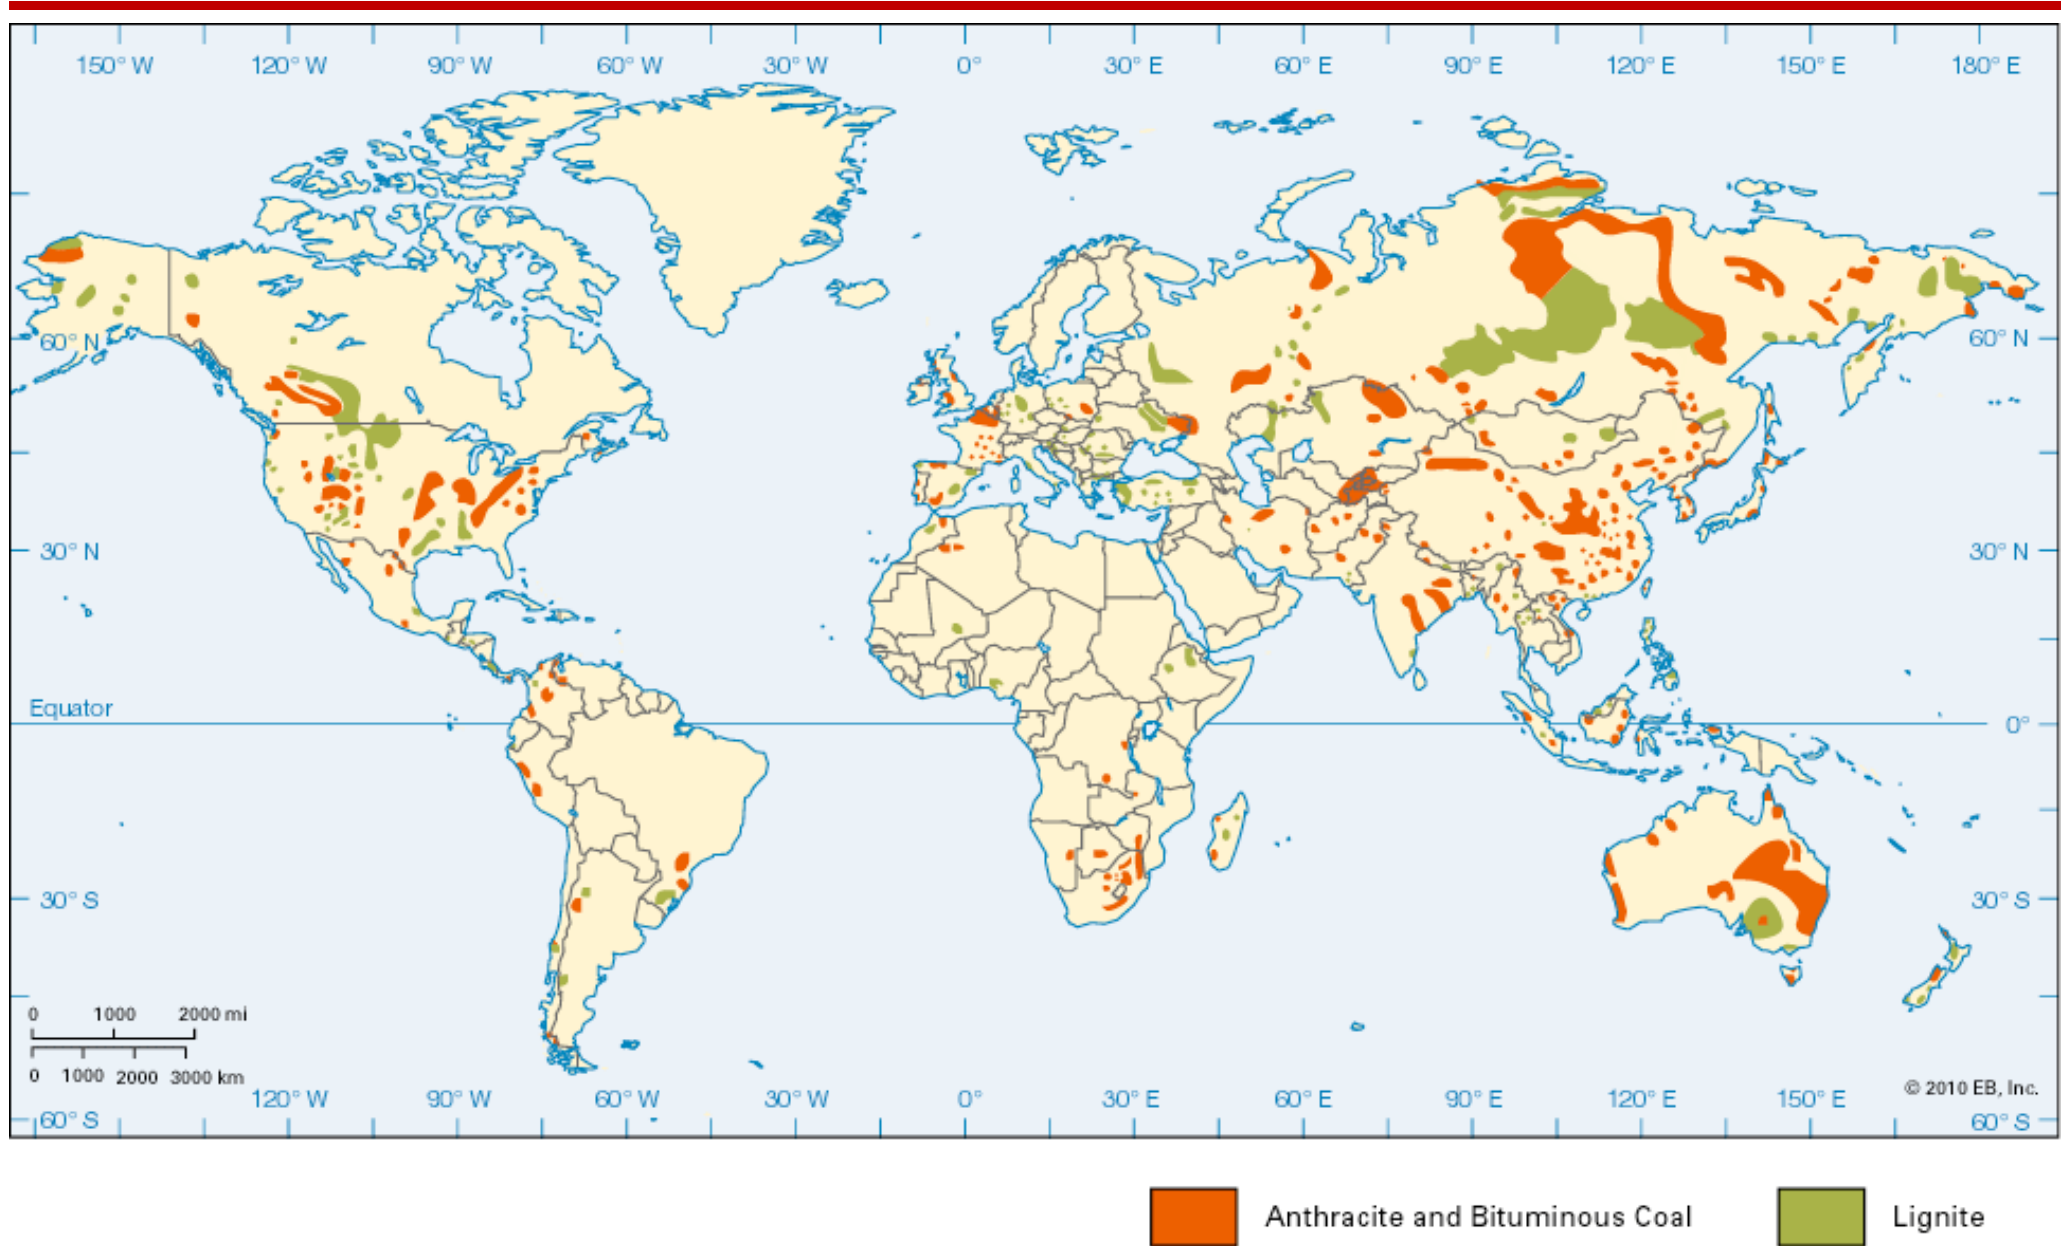 150° W 120° W 90° W 60° W 30° W 0° 30° E 60° E 90° E 120° E 150° E 180° E
60° N 60° N
30° N 30° N
Equator 0°
30° S 30° S
0 1000 2000 mi
0 1000 2000 3000 km
© 2010 EB, Inc.
120° W 90° W 60° W 30° W 0° 30° E 60° E 90° E 120° E 150° E
60° S 60° S
Anthracite and Bituminous Coal Lignite